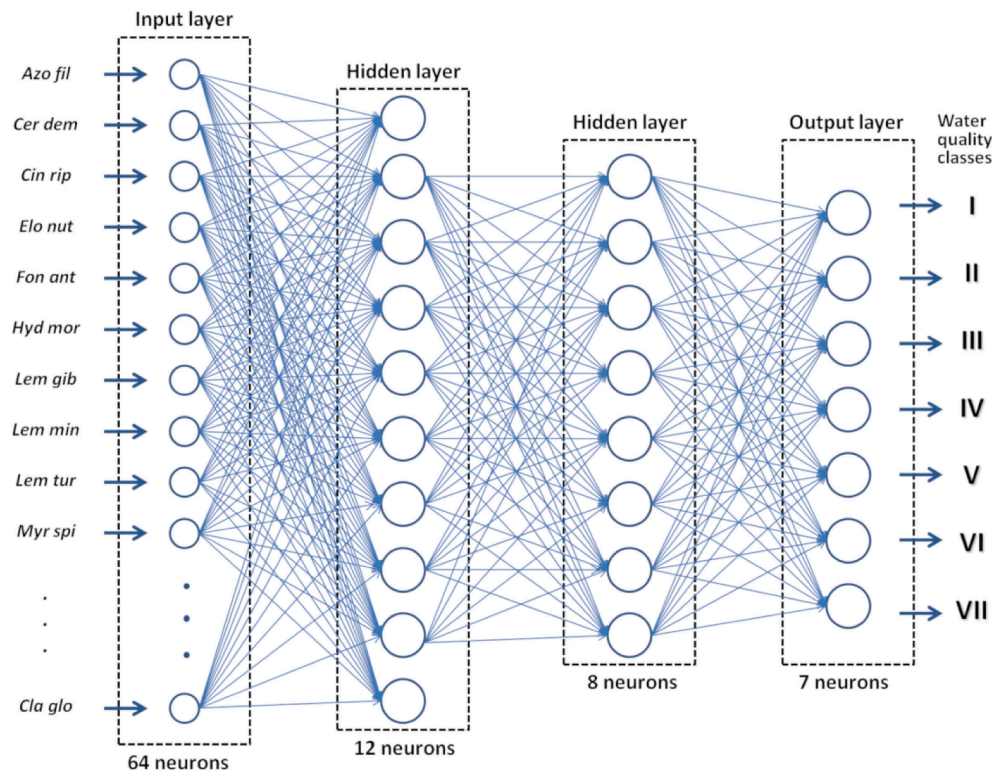 Input layer
Hidden layer
Hidden layer
Output layer
Water
quality
classes
Azo fil
Cer dem
Cin rip
Elo nut
Fon ant
Hyd mor
Lem gib
Lem min
Lem tur
Myr spi
.
.
.
Cla glo
I
II
III
IV
V
VI
VII
64 neurons
12 neurons
8 neurons
7 neurons